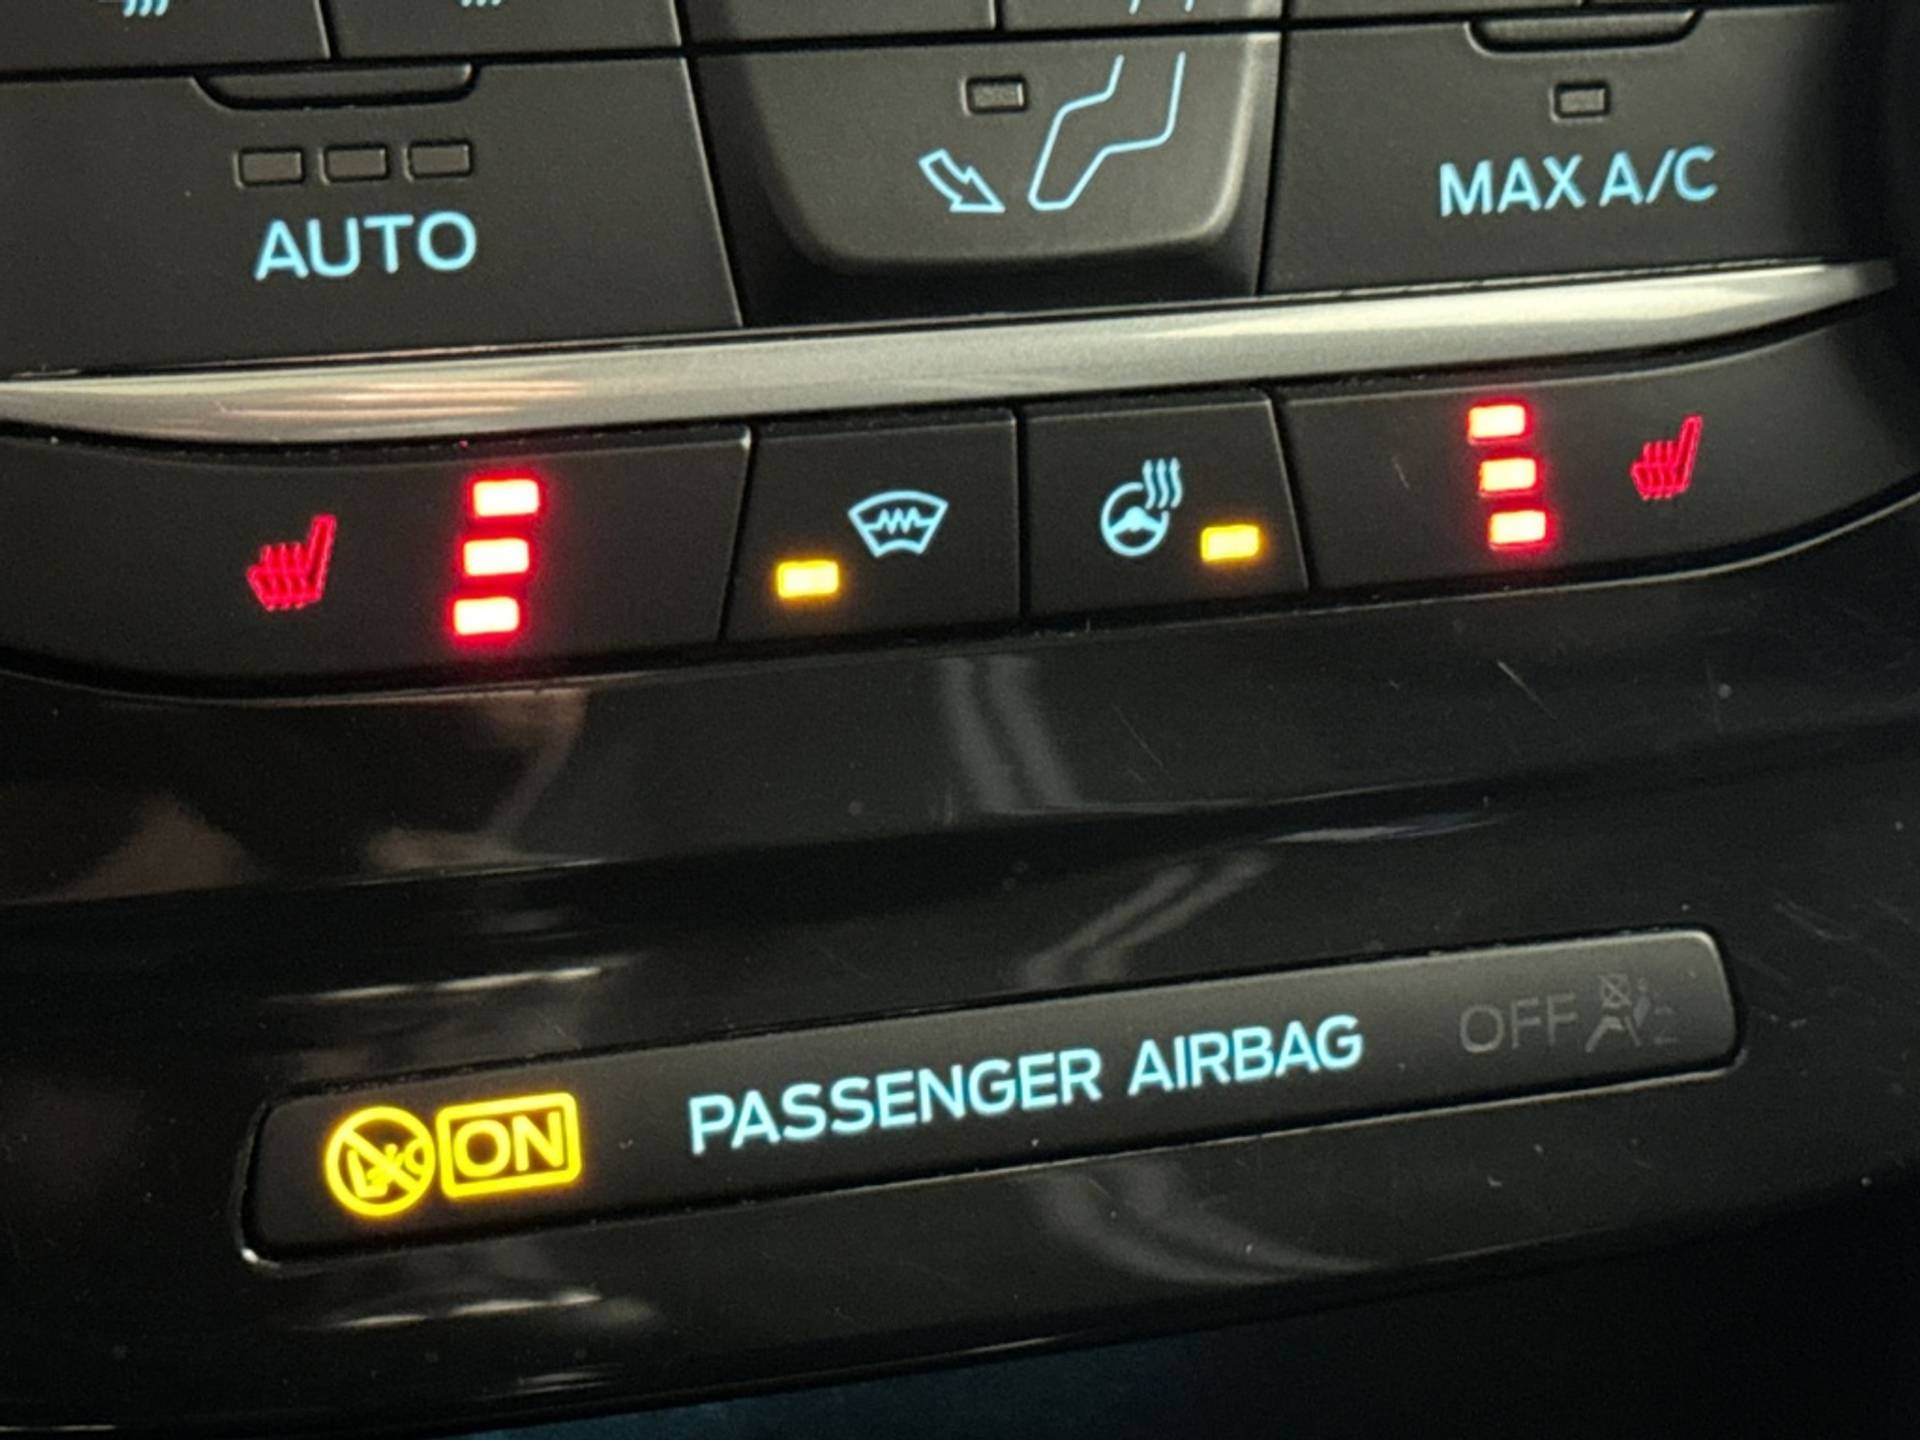 AUTO
MAX A/C
ON PASSENGER AIRBAG OFF